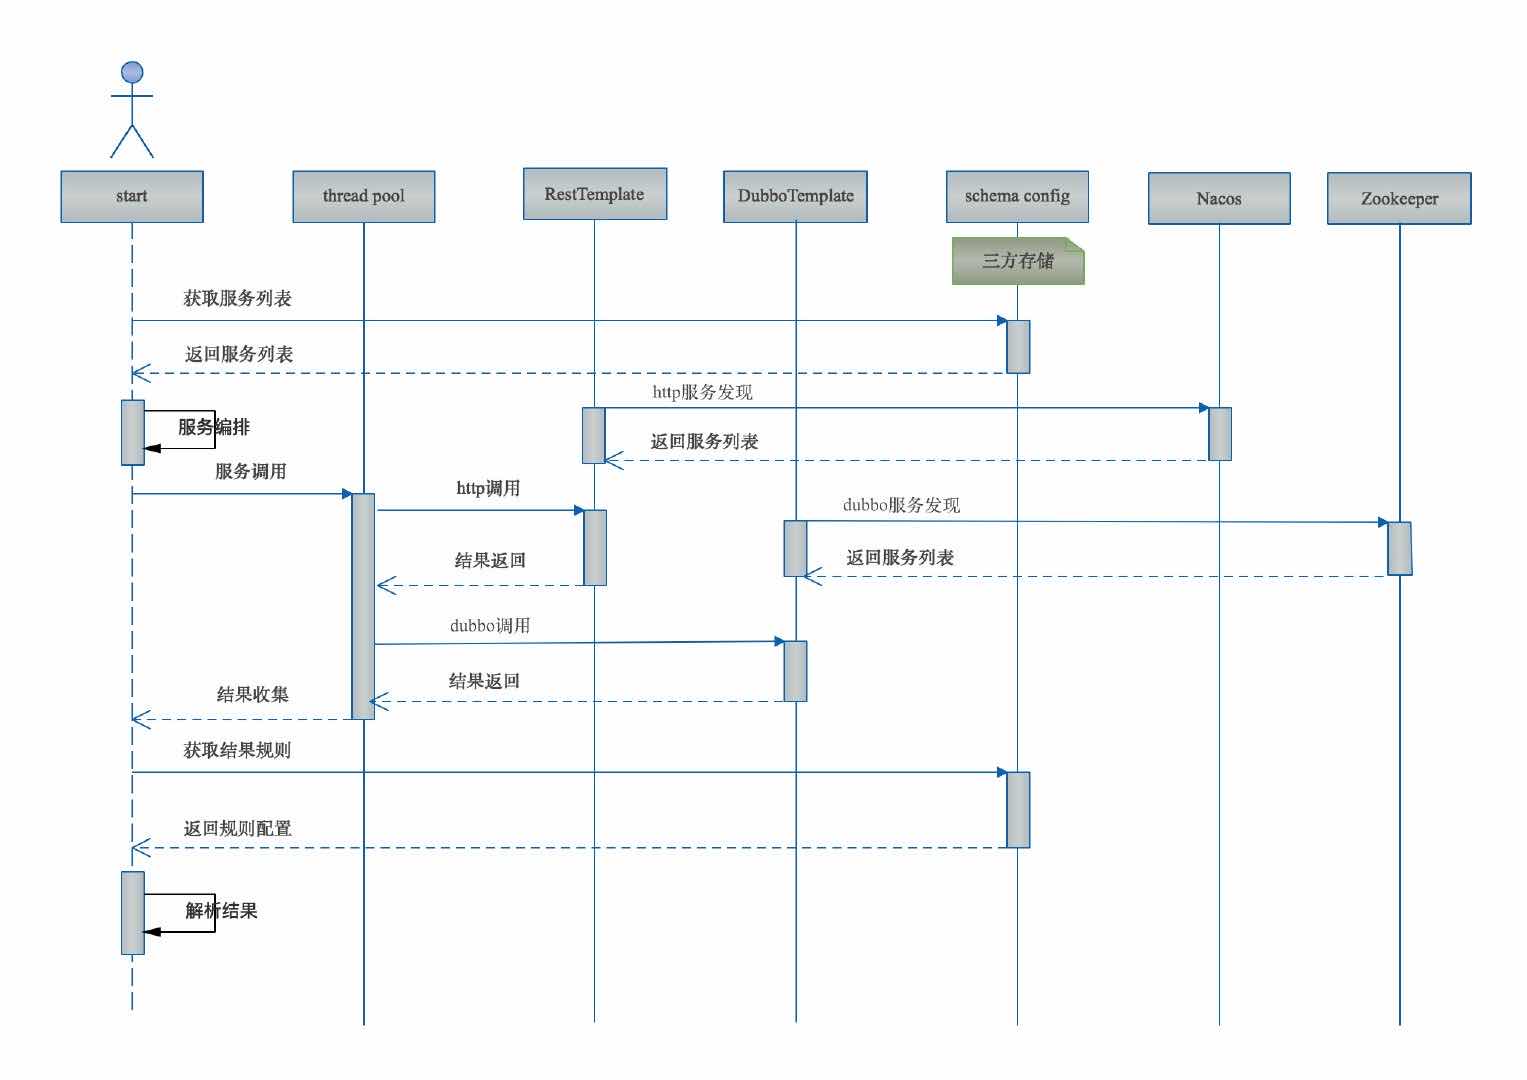 start
thread pool
RestTemplate
DubboTemplate
schema config
Nacos
Zookeeper
三方存储
获取服务列表
返回服务列表
http服务发现
服务编排
返回服务列表
服务调用
http调用
dubbo服务发现
结果返回
返回服务列表
dubbo调用
结果返回
结果收集
获取结果规则
返回规则配置
解析结果